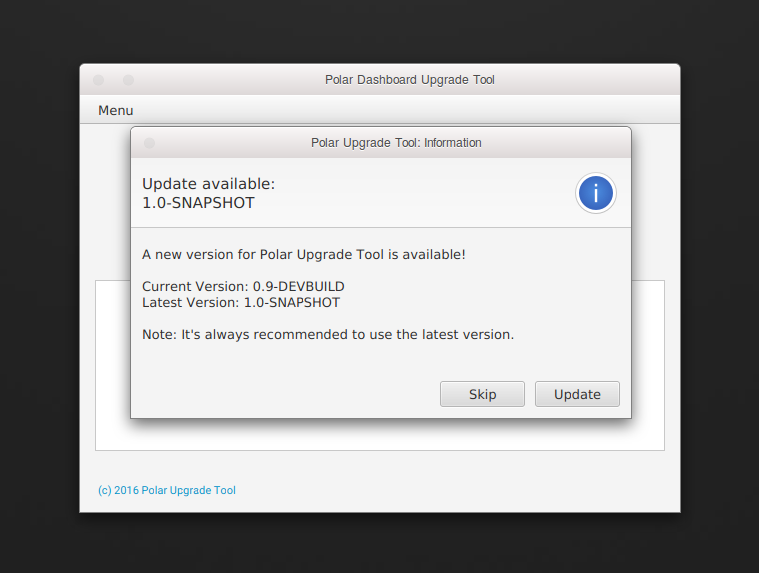 Polar Dashboard Upgrade Tool
Menu
Polar Upgrade Tool: Information
Update available:
1.0-SNAPSHOT
i
A new version for Polar Upgrade Tool is available!
Current Version: 0.9-DEVBUILD
Latest Version: 1.0-SNAPSHOT
Note: It's always recommended to use the latest version.
Skip
Update
(c) 2016 Polar Upgrade Tool